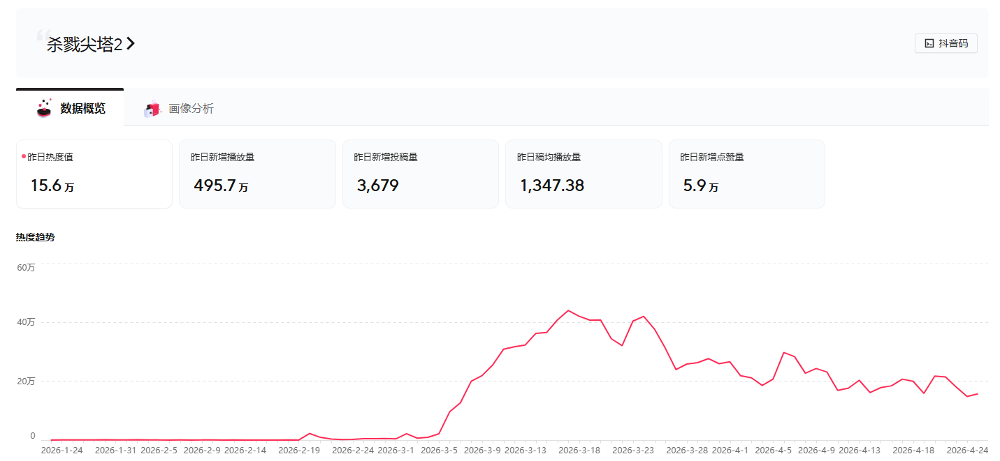 杀戮尖塔2
抖音码
数据概览 画像分析
昨日热度值 昨日新增播放量 昨日新增投稿量 昨日稿均播放量 昨日新增点赞量
15.6 万 495.7 万 3,679 1,347.38 5.9 万
热度趋势
60万
40万
20万
0
2026-1-24 2026-1-31 2026-2-5 2026-2-9 2026-2-14 2026-2-19 2026-2-24 2026-3-1 2026-3-5 2026-3-9 2026-3-13 2026-3-18 2026-3-23 2026-3-28 2026-4-1 2026-4-5 2026-4-9 2026-4-13 2026-4-18 2026-4-24